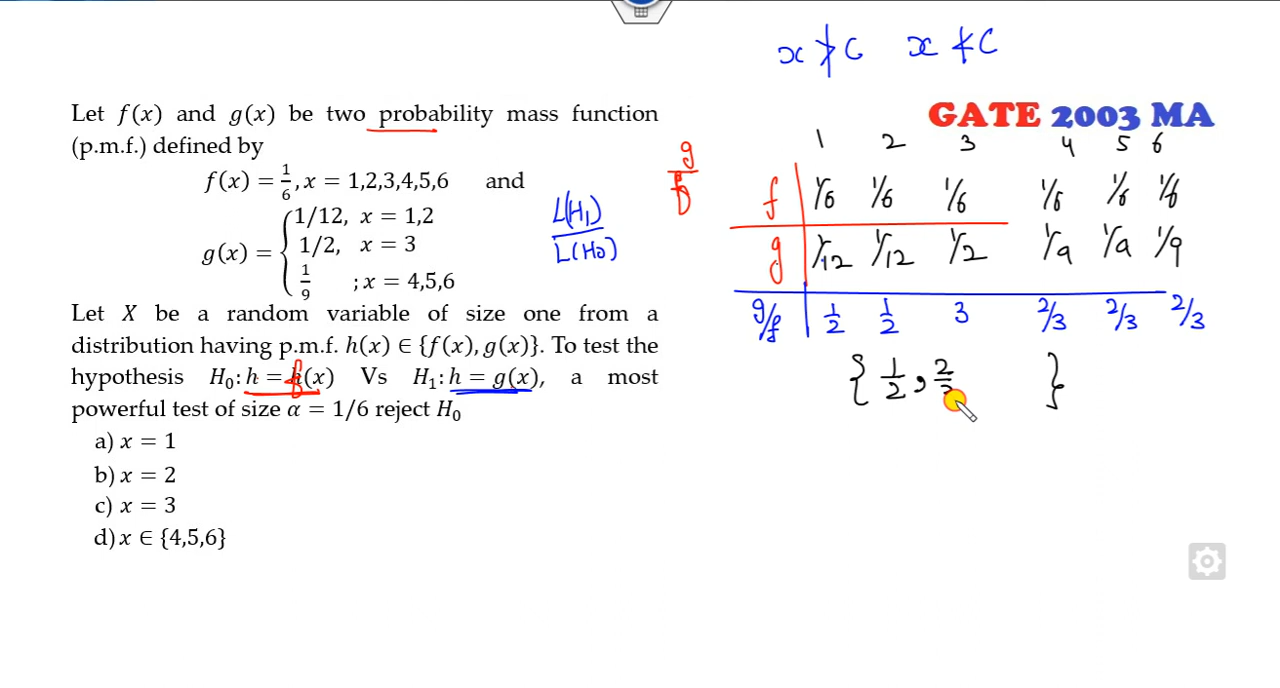 x ≯ C x ≮ C
GATE 2003 MA
Let f(x) and g(x) be two probability mass function
(p.m.f.) defined by
f(x) = 1/6, x = 1,2,3,4,5,6 and
g(x) = { 1/12, x = 1,2
1/2, x = 3
1/9 ; x = 4,5,6
Let X be a random variable of size one from a
distribution having p.m.f. h(x) ∈ {f(x), g(x)}. To test the
hypothesis H₀: h = f(x) Vs H₁: h = g(x), a most
powerful test of size α = 1/6 reject H₀
a) x = 1
b) x = 2
c) x = 3
d) x ∈ {4,5,6}
L(H₁)
L(H₀)
g/f
1 2 3 4 5 6
f 1/6 1/6 1/6 1/6 1/6 1/6
g 1/12 1/12 1/2 1/9 1/9 1/9
g/f 1/2 1/2 3 2/3 2/3 2/3
{ 1/2 , 2/3 }